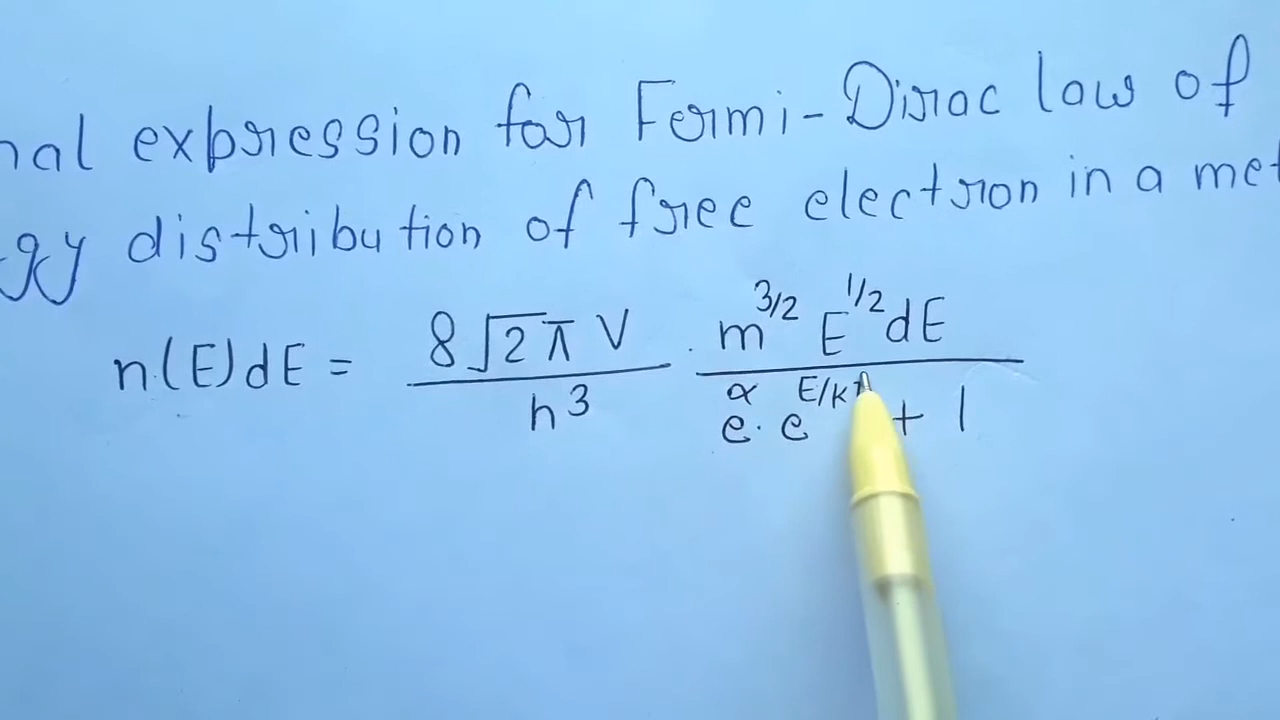 nal expression for Fermi-Dirac law of
gy distribution of free electron in a met
n(E)dE = 8√2π V / h³ · m^3/2 E^1/2 dE / e^α · e^E/kT + 1